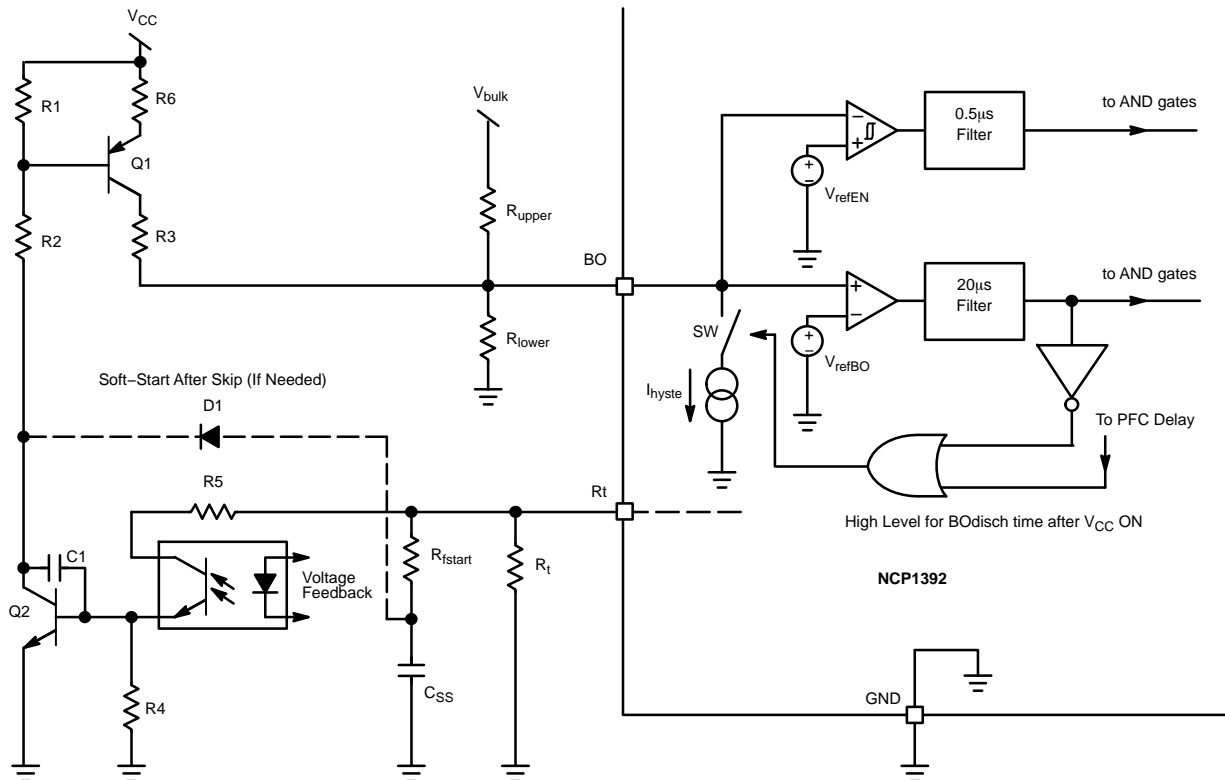 VCC
R1
R6
Q1
R2
R3
Vbulk
Rupper
Rlower
BO
VrefEN
0.5µs
Filter
to AND gates
SW
VrefBO
20µs
Filter
to AND gates
Ihyste
To PFC Delay
High Level for BOdisch time after VCC ON
Soft−Start After Skip (If Needed)
D1
R5
Rt
C1
Q2
Voltage
Feedback
Rfstart
Rt
NCP1392
R4
CSS
GND